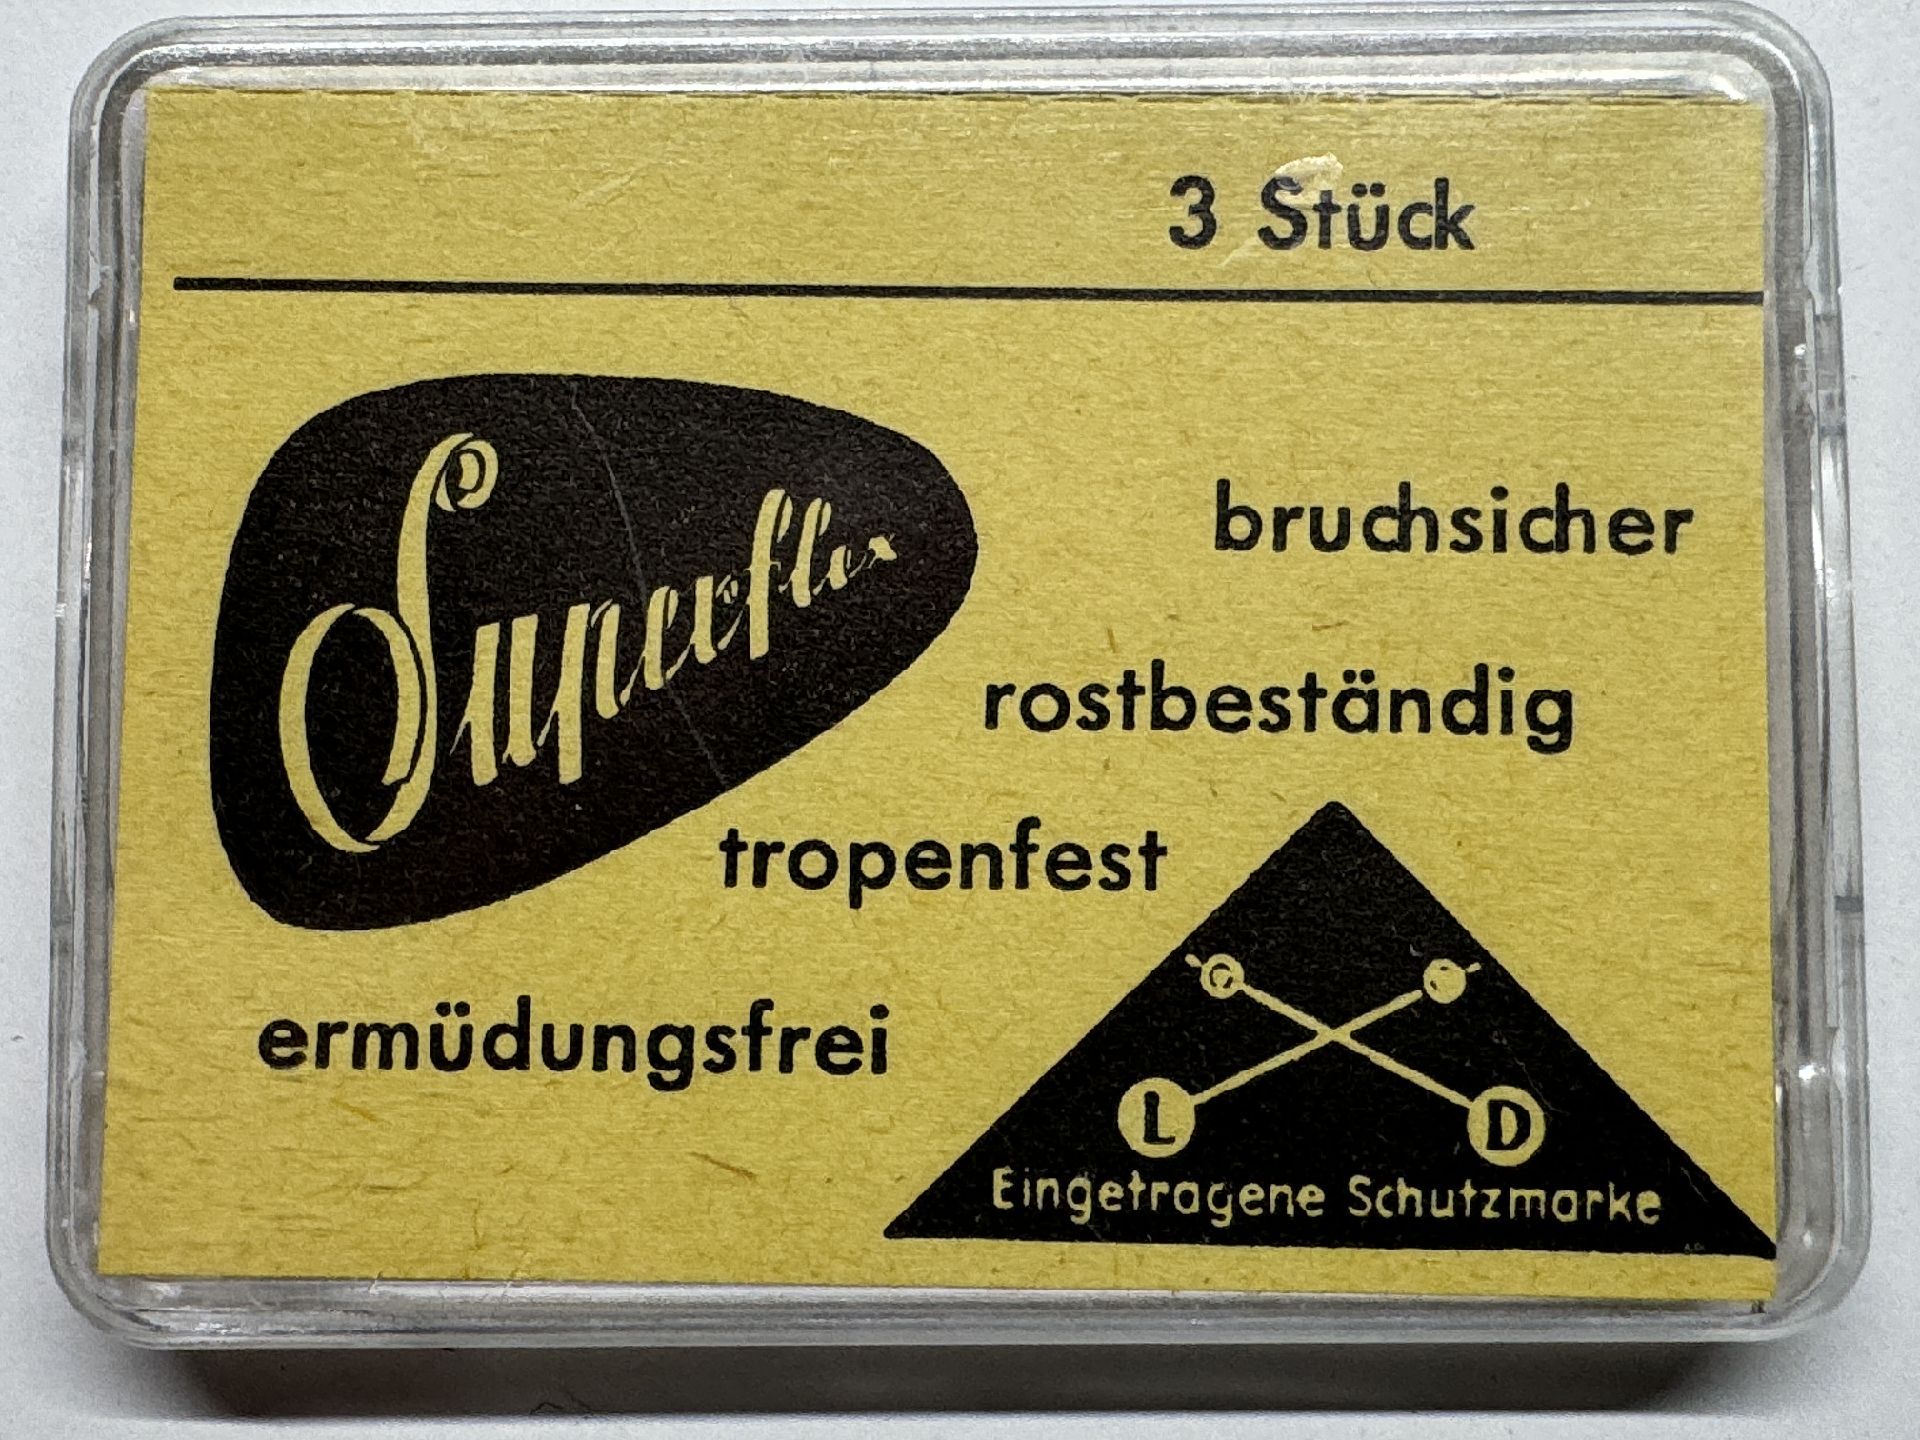 3 Stück
Superflex
bruchsicher
rostbeständig
tropenfest
ermüdungsfrei
L D
Eingetragene Schutzmarke